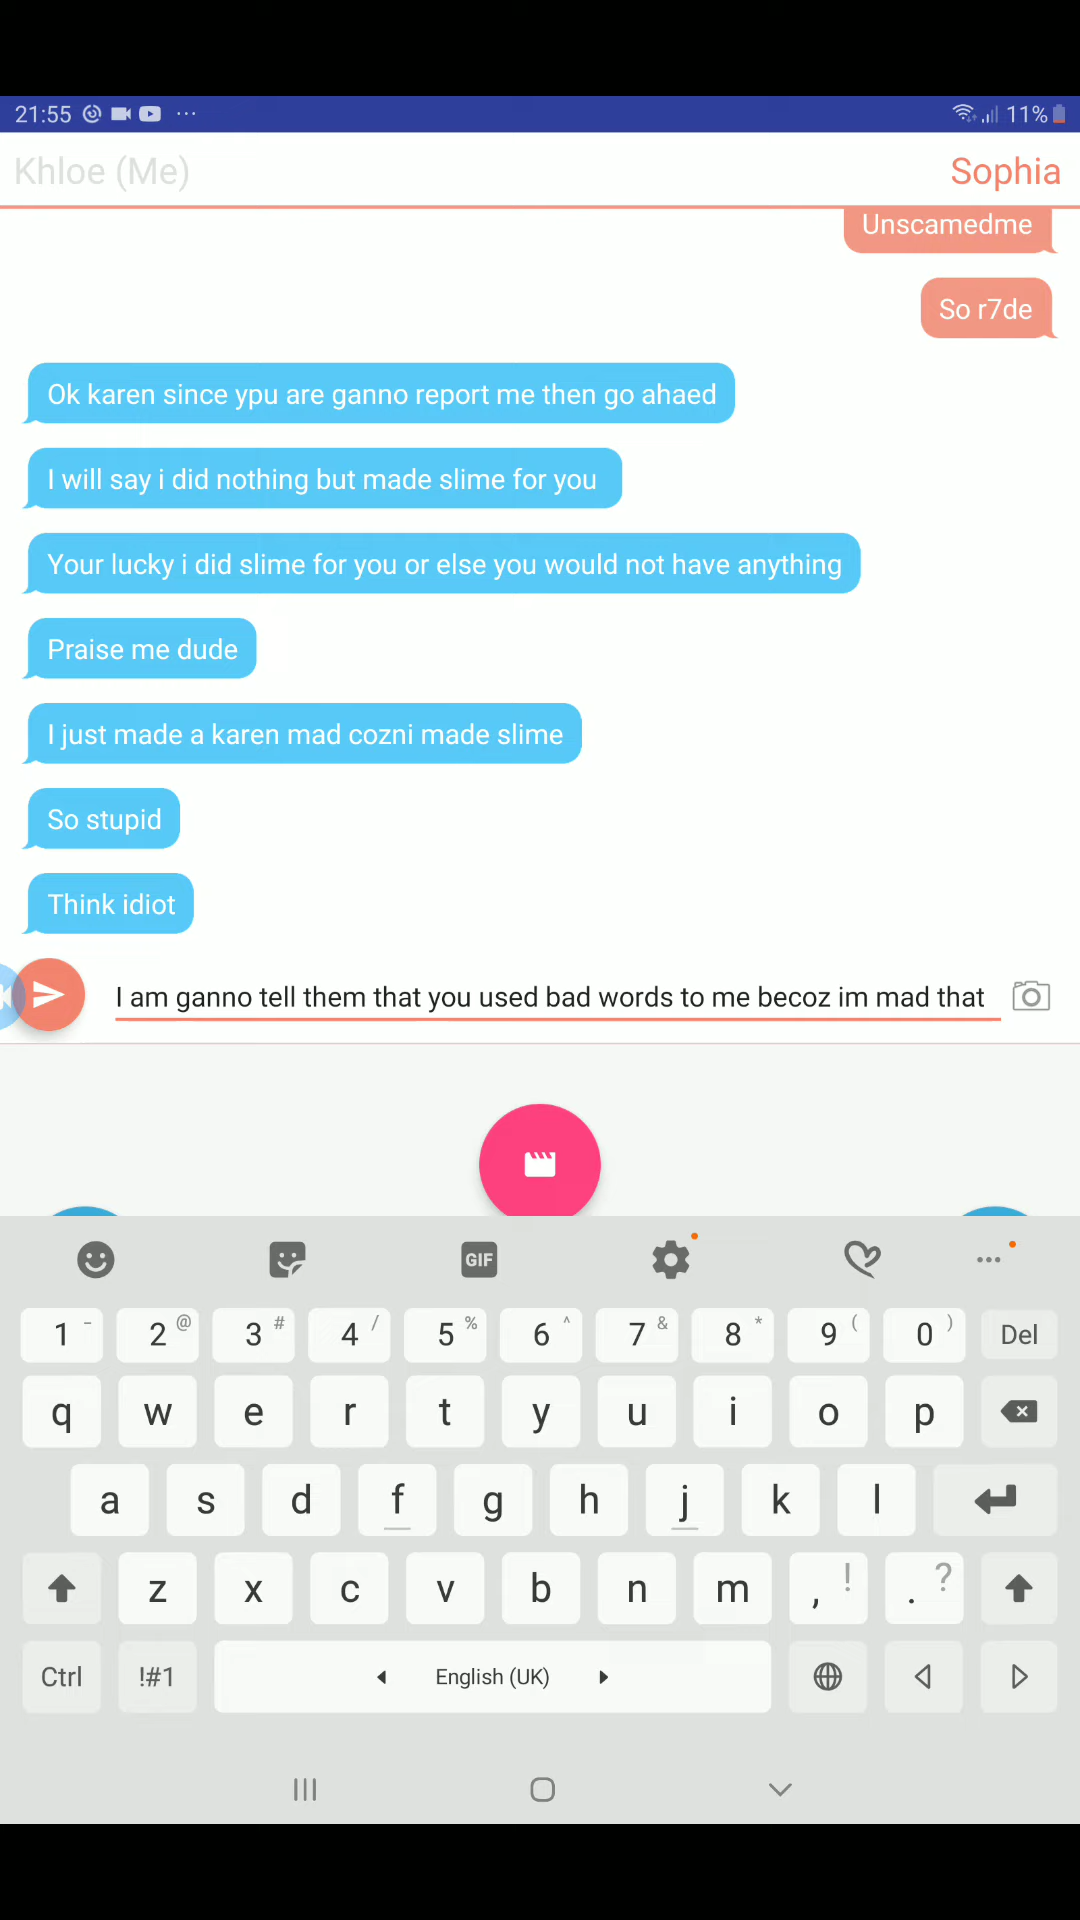 21:55 ... 11%
Khloe (Me) Sophia
Unscamedme
So r7de
Ok karen since ypu are ganno report me then go ahaed
I will say i did nothing but made slime for you
Your lucky i did slime for you or else you would not have anything
Praise me dude
I just made a karen mad cozni made slime
So stupid
Think idiot
I am ganno tell them that you used bad words to me becoz im mad that
GIF ...
1 - 2 @ 3 # 4 / 5 % 6 ^ 7 & 8 * 9 ( 0 ) Del
q w e r t y u i o p
a s d f g h j k l
z x c v b n m , ! . ?
Ctrl !#1 English (UK)